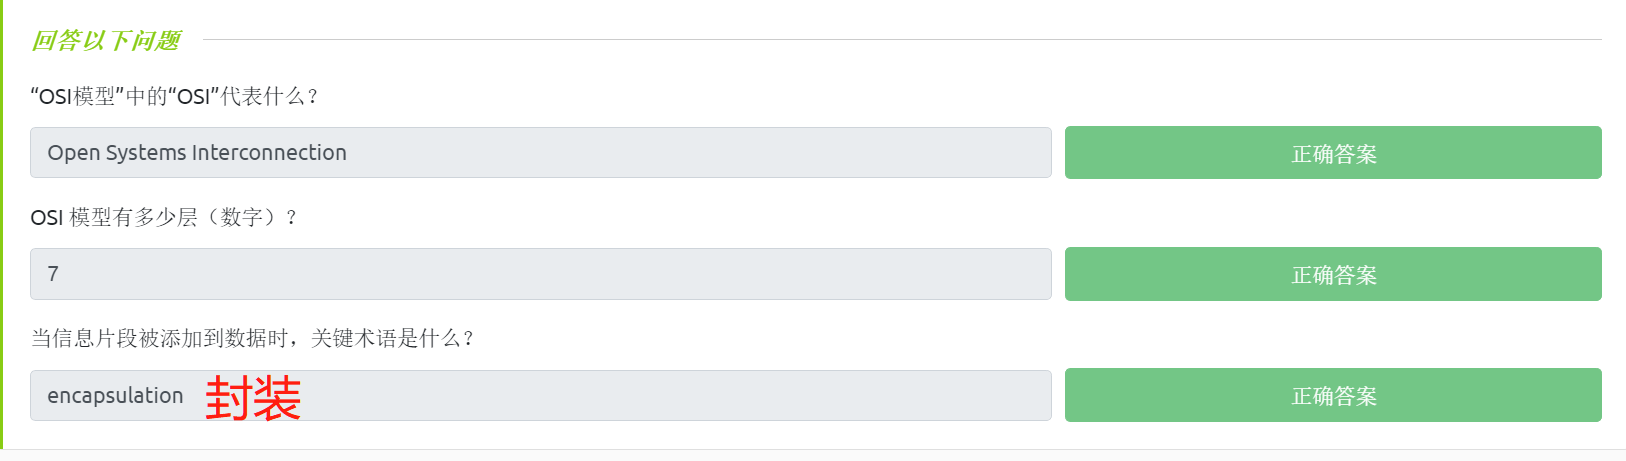 回答以下问题
“OSI模型”中的“OSI”代表什么？
Open Systems Interconnection
正确答案
OSI 模型有多少层（数字）？
7
正确答案
当信息片段被添加到数据时，关键术语是什么？
encapsulation 封装
正确答案